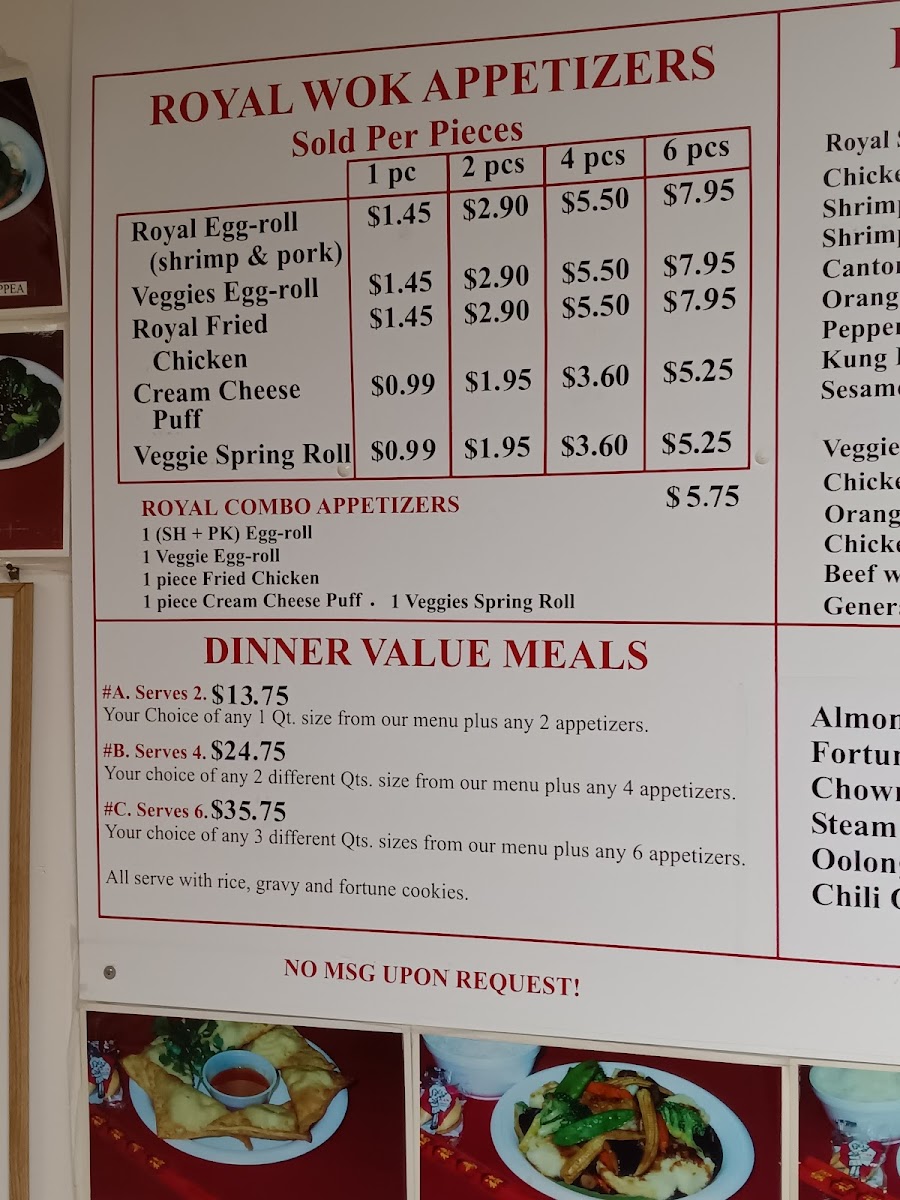 ROYAL WOK APPETIZERS
Sold Per Pieces
1 pc 2 pcs 4 pcs 6 pcs
Royal Egg-roll $1.45 $2.90 $5.50 $7.95
(shrimp & pork)
Veggies Egg-roll $1.45 $2.90 $5.50 $7.95
Royal Fried $1.45 $2.90 $5.50 $7.95
Chicken
Cream Cheese $0.99 $1.95 $3.60 $5.25
Puff
Veggie Spring Roll $0.99 $1.95 $3.60 $5.25
ROYAL COMBO APPETIZERS $5.75
1 (SH + PK) Egg-roll
1 Veggie Egg-roll
1 piece Fried Chicken
1 piece Cream Cheese Puff . 1 Veggies Spring Roll
DINNER VALUE MEALS
#A. Serves 2. $13.75
Your Choice of any 1 Qt. size from our menu plus any 2 appetizers.
#B. Serves 4. $24.75
Your choice of any 2 different Qts. size from our menu plus any 4 appetizers.
#C. Serves 6. $35.75
Your choice of any 3 different Qts. sizes from our menu plus any 6 appetizers.
All serve with rice, gravy and fortune cookies.
NO MSG UPON REQUEST!
Royal
Veggie
Beef
Steam
Chili
Kung